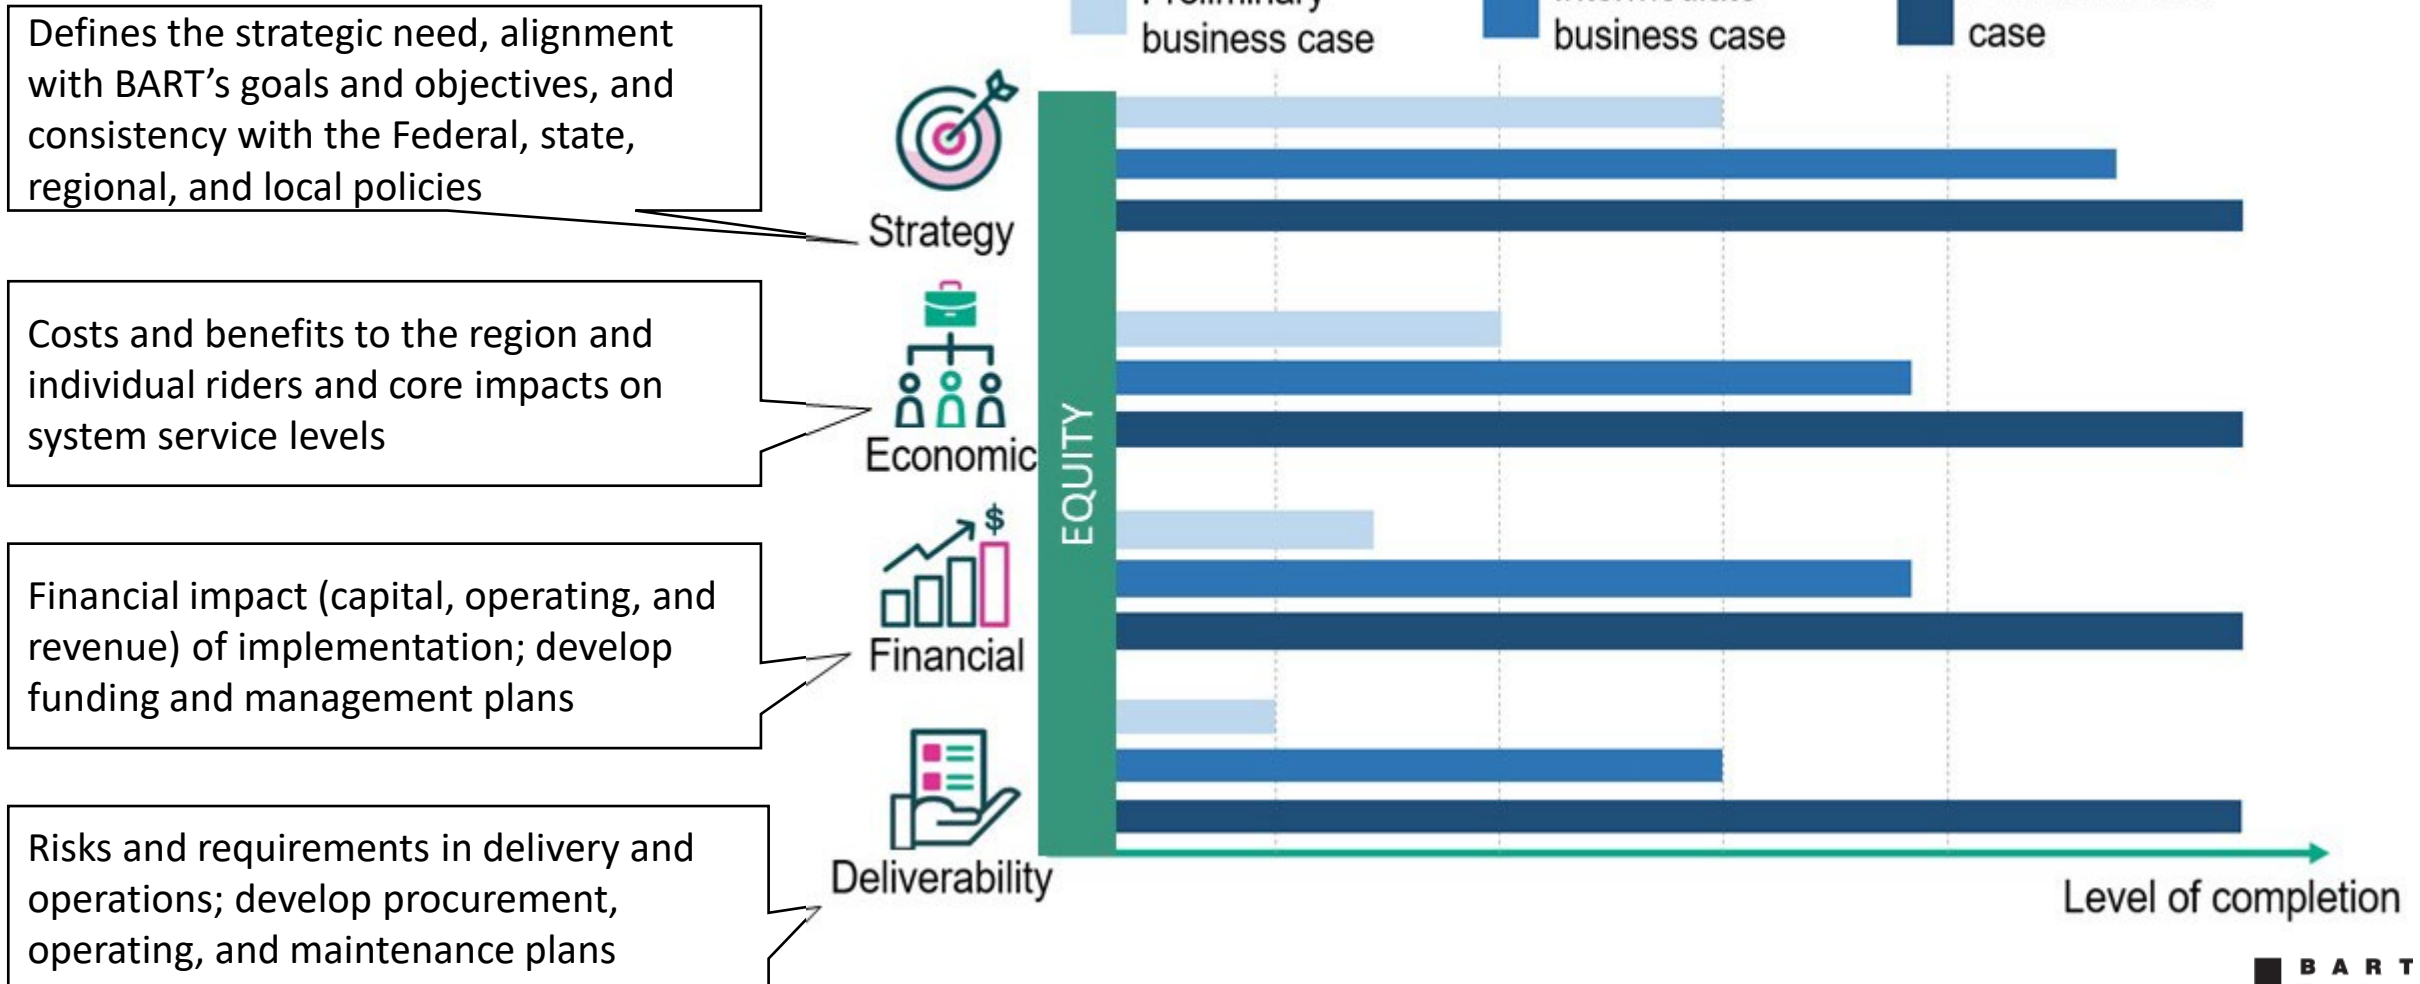 Defines the strategic need, alignment
with BART’s goals and objectives, and
consistency with the Federal, state,
regional, and local policies
Costs and benefits to the region and
individual riders and core impacts on
system service levels
Financial impact (capital, operating, and
revenue) of implementation; develop
funding and management plans
Risks and requirements in delivery and
operations; develop procurement,
operating, and maintenance plans
Preliminary
business case
business case
case
Strategy
Economic
$
Financial
Deliverability
EQUITY
Level of completion
BART